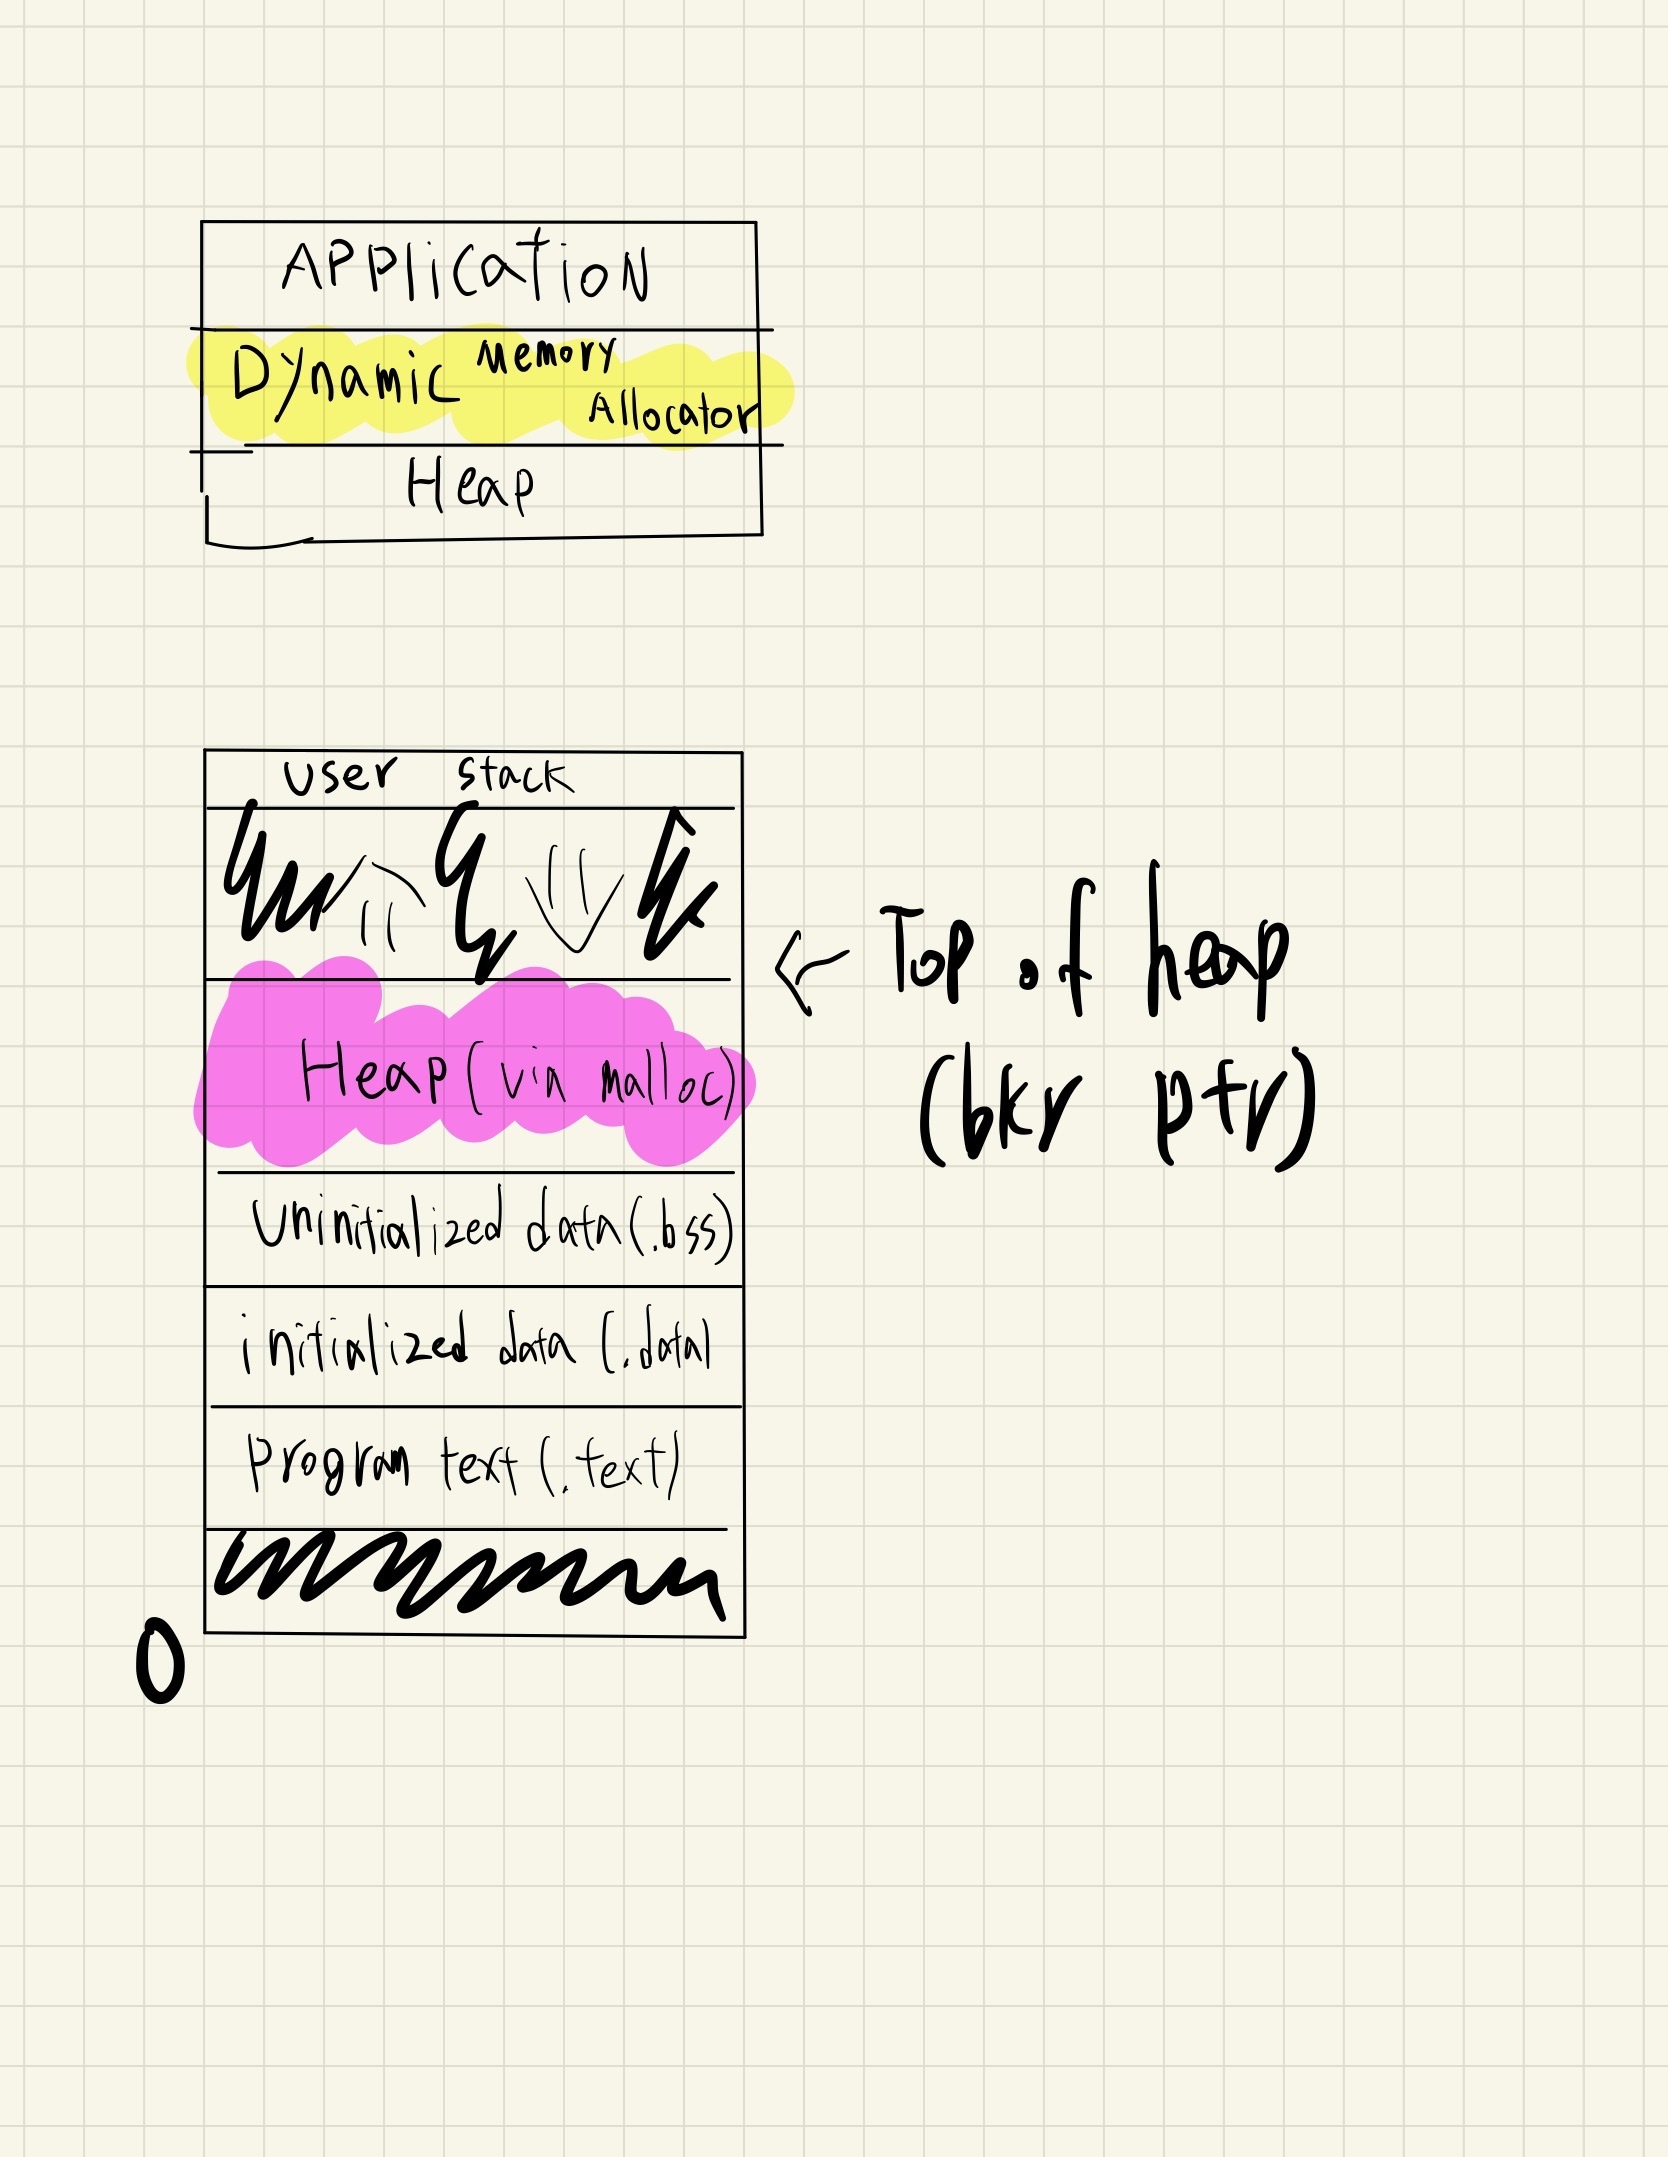 Application
Dynamic Memory
Allocator
Heap
user stack
Top of heap
(bkr ptr)
Heap (via malloc)
Uninitialized data (.bss)
initialized data (.data)
Program text (.text)
0